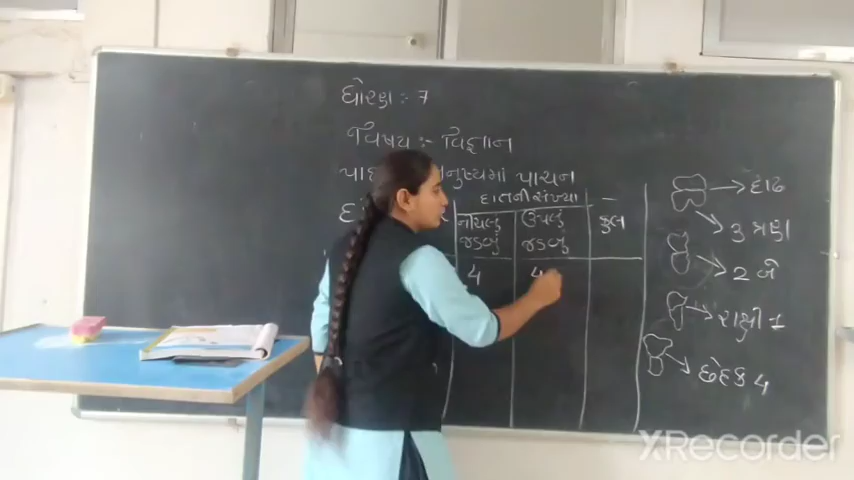 ધોરણ :- 7
વિષય :- વિજ્ઞાન
મનુષ્યમાં પાચન
દાતની સંખ્યા
નીચલું જડબું
ઉપલું જડબું
કુલ
4
4
દાઢ
3 ત્રણ
2 બે
રાક્ષી 1
છેદક 4
XRecorder